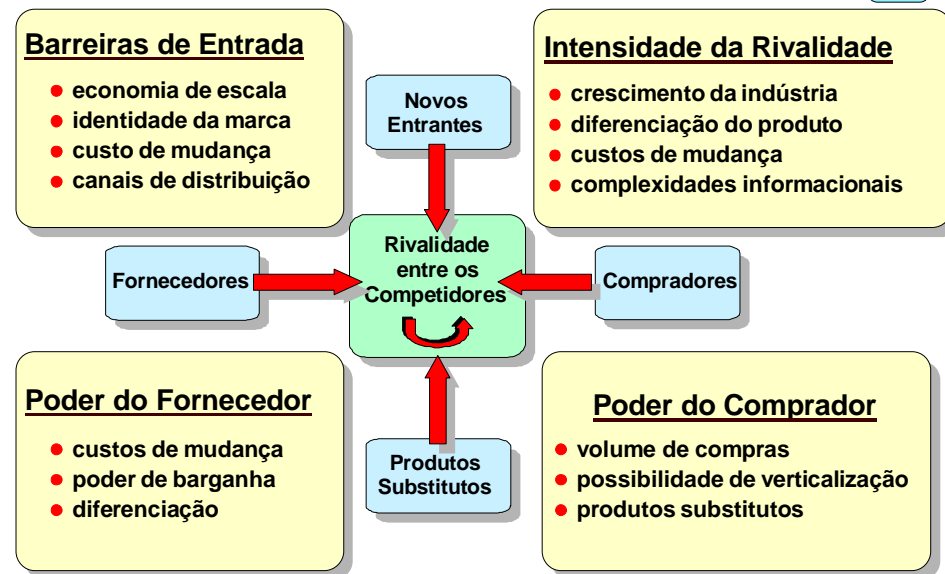 Barreiras de Entrada
economia de escala
identidade da marca
custo de mudança
canais de distribuição
Novos
Entrantes
Intensidade da Rivalidade
crescimento da indústria
diferenciação do produto
custos de mudança
complexidades informacionais
Fornecedores
Rivalidade
entre os
Competidores
Compradores
Poder do Fornecedor
custos de mudança
poder de barganha
diferenciação
Produtos
Substitutos
Poder do Comprador
volume de compras
possibilidade de verticalização
produtos substitutos